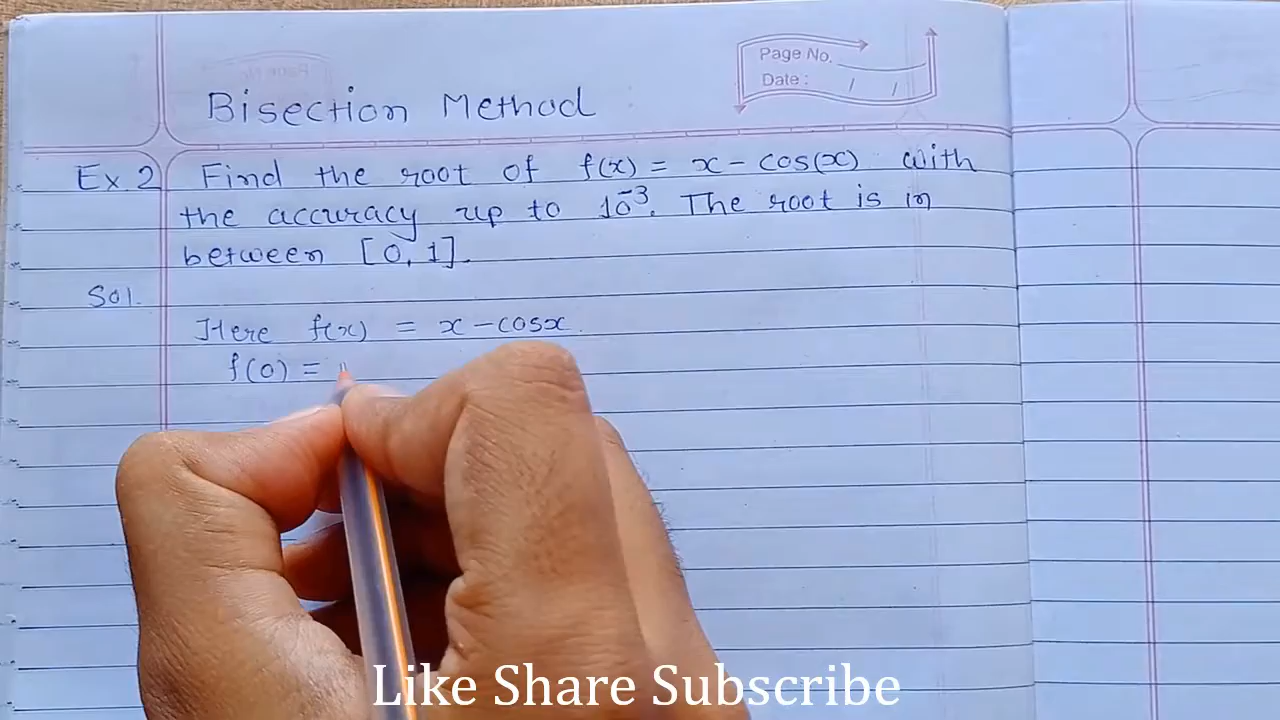 Page No.
Date : / /
Bisection Method
Ex.2 Find the root of f(x) = x - cos(x) with
the accuracy up to 10⁻³. The root is in
between [0, 1].
Sol.
Here f(x) = x - cosx.
f(0) =
Like Share Subscribe